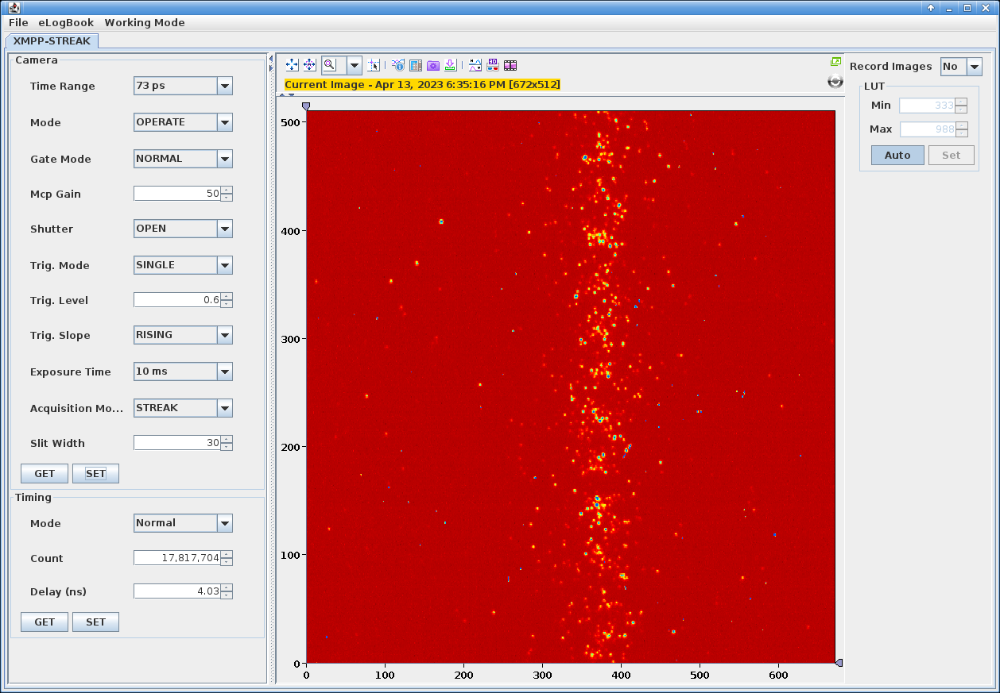 File eLogBook Working Mode
XMPP-STREAK
Camera
Time Range 73 ps
Mode OPERATE
Gate Mode NORMAL
Mcp Gain 50
Shutter OPEN
Trig. Mode SINGLE
Trig. Level 0.6
Trig. Slope RISING
Exposure Time 10 ms
Acquisition Mo... STREAK
Slit Width 30
GET SET
Timing
Mode Normal
Count 17,817,704
Delay (ns) 4.03
GET SET
Current Image - Apr 13, 2023 6:35:16 PM [672x512]
500
400
300
200
100
0
0 100 200 300 400 500 600
Record Images No
LUT
Min 333
Max 988
Auto Set